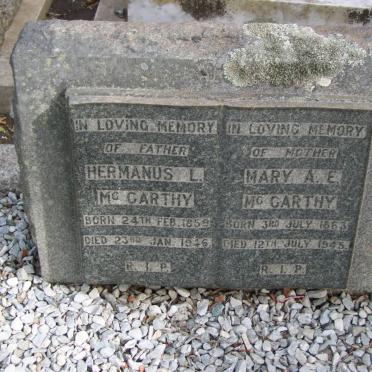 IN LOVING MEMORY
OF FATHER
HERMANUS L.
McCARTHY
BORN 24TH FEB. 1859
DIED 23RD JAN. 1946
R.I.P.
IN LOVING MEMORY
OF MOTHER
MARY A. E.
McCARTHY
BORN 3RD JULY 1863
DIED 12TH JULY 1945
R.I.P.